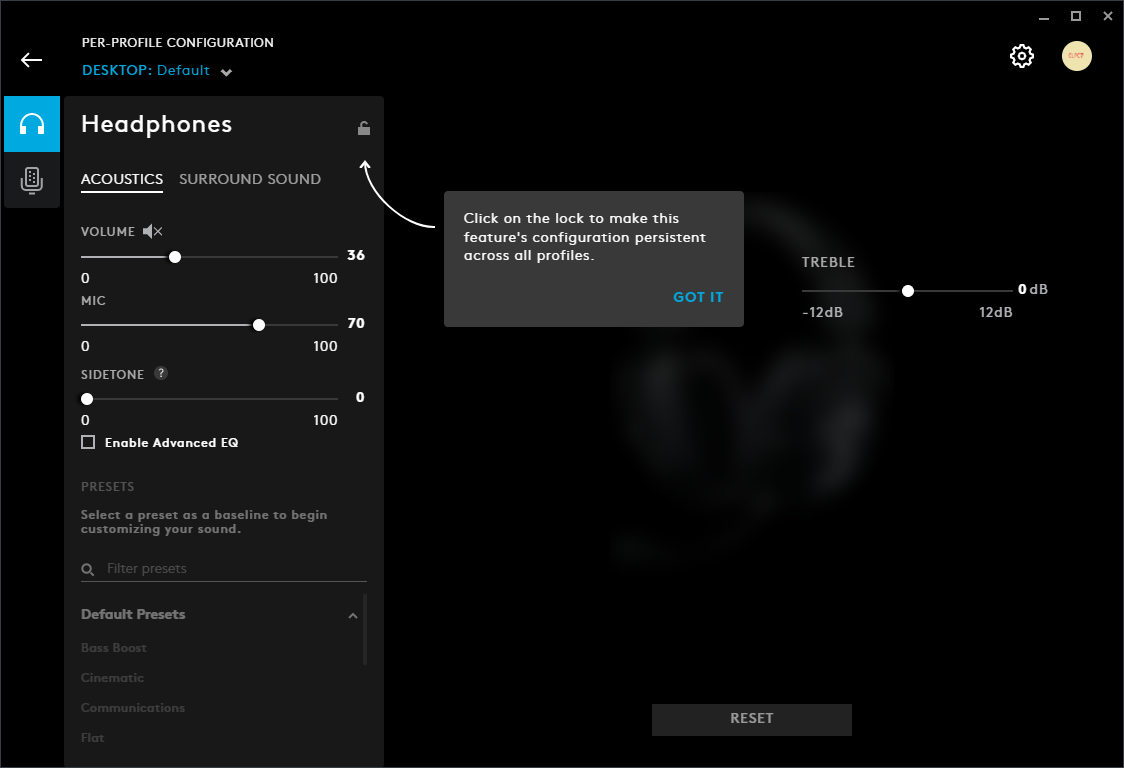 PER-PROFILE CONFIGURATION
DESKTOP: Default
Headphones
ACOUSTICS SURROUND SOUND
VOLUME
36
0 100
MIC
70
0 100
SIDETONE ?
0
0 100
Enable Advanced EQ
PRESETS
Select a preset as a baseline to begin
customizing your sound.
Filter presets
Default Presets
Bass Boost
Cinematic
Communications
Flat
Click on the lock to make this
feature's configuration persistent
across all profiles.
GOT IT
TREBLE
0 dB
-12dB 12dB
RESET